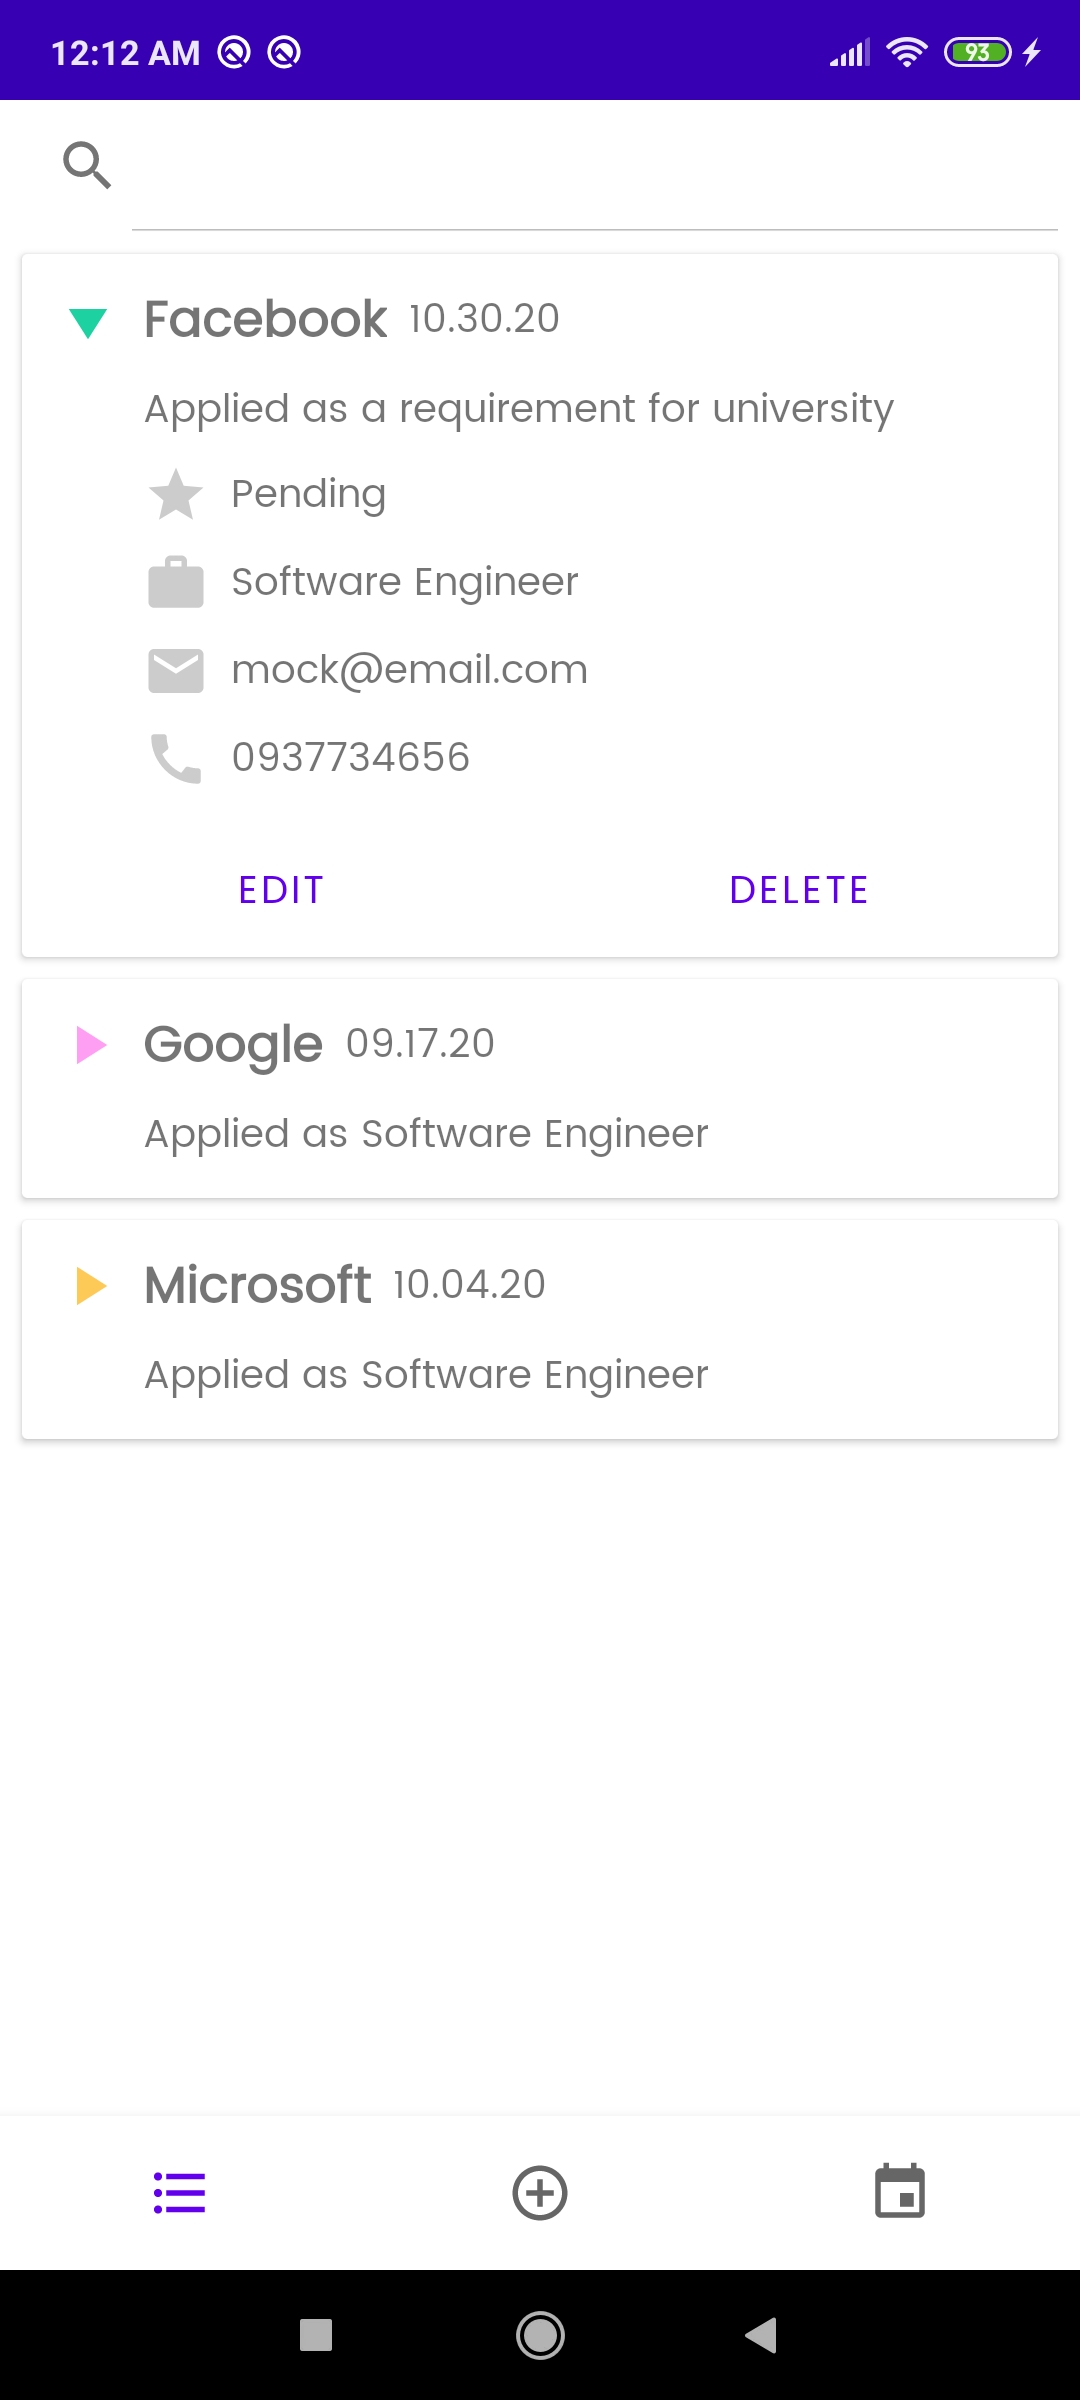 12:12 AM 93
Facebook 10.30.20
Applied as a requirement for university
Pending
Software Engineer
mock@email.com
0937734656
EDIT DELETE
Google 09.17.20
Applied as Software Engineer
Microsoft 10.04.20
Applied as Software Engineer